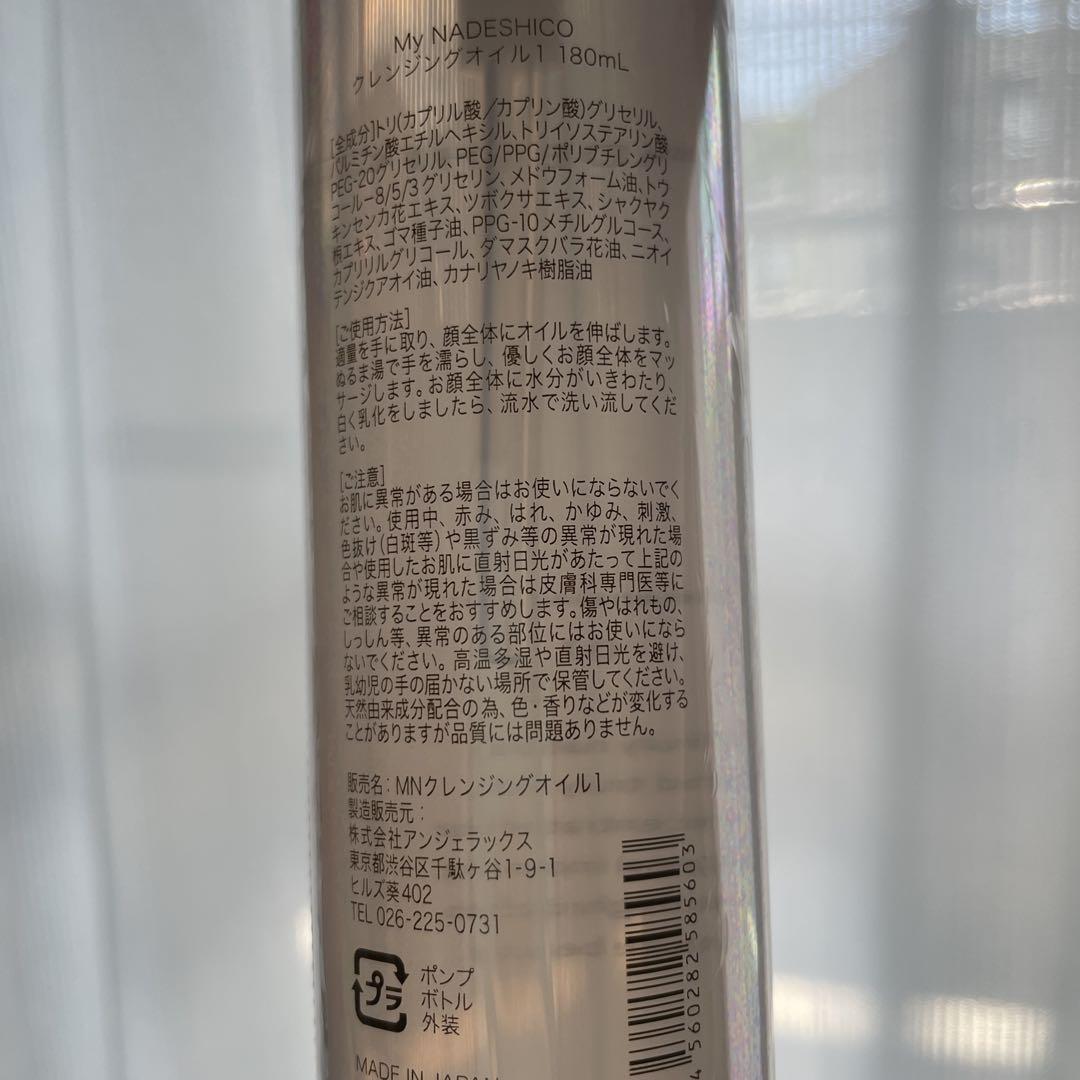 My NADESHICO
クレンジングオイル1 180mL
[全成分]トリ(カプリル酸/カプリン酸)グリセリル、
パルミチン酸エチルヘキシル、トリイソステアリン酸
PEG-20グリセリル、PEG/PPG/ポリブチレングリ
コールー8/5/3グリセリン、メドウフォーム油、トウ
キンセンカ花エキス、ツボクサエキス、シャクヤク
根エキス、ゴマ種子油、PPG-10メチルグルコース、
カプリリルグリコール、ダマスクバラ花油、ニオイ
テンジクアオイ油、カナリヤノキ樹脂油
[ご使用方法]
適量を手に取り、顔全体にオイルを伸ばします。
ぬるま湯で手を濡らし、優しくお顔全体をマッ
サージします。お顔全体に水分がいきわたり、
白く乳化をしましたら、流水で洗い流してくだ
さい。
[ご注意]
お肌に異常がある場合はお使いにならないでく
ださい。使用中、赤み、はれ、かゆみ、刺激、
色抜け(白斑等)や黒ずみ等の異常が現れた場
合や使用したお肌に直射日光があたって上記の
ような異常が現れた場合は皮膚科専門医等に
ご相談することをおすすめします。傷やはれもの、
しっしん等、異常のある部位にはお使いになら
ないでください。高温多湿や直射日光を避け、
乳幼児の手の届かない場所で保管してください。
天然由来成分配合の為、色・香りなどが変化する
ことがありますが品質には問題ありません。
販売名:MNクレンジングオイル1
製造販売元:
株式会社アンジェラックス
東京都渋谷区千駄ヶ谷1-9-1
ヒルズ葵402
TEL 026-225-0731
プラ
ポンプ
ボトル
外装
MADE IN JAPAN
4560282585603